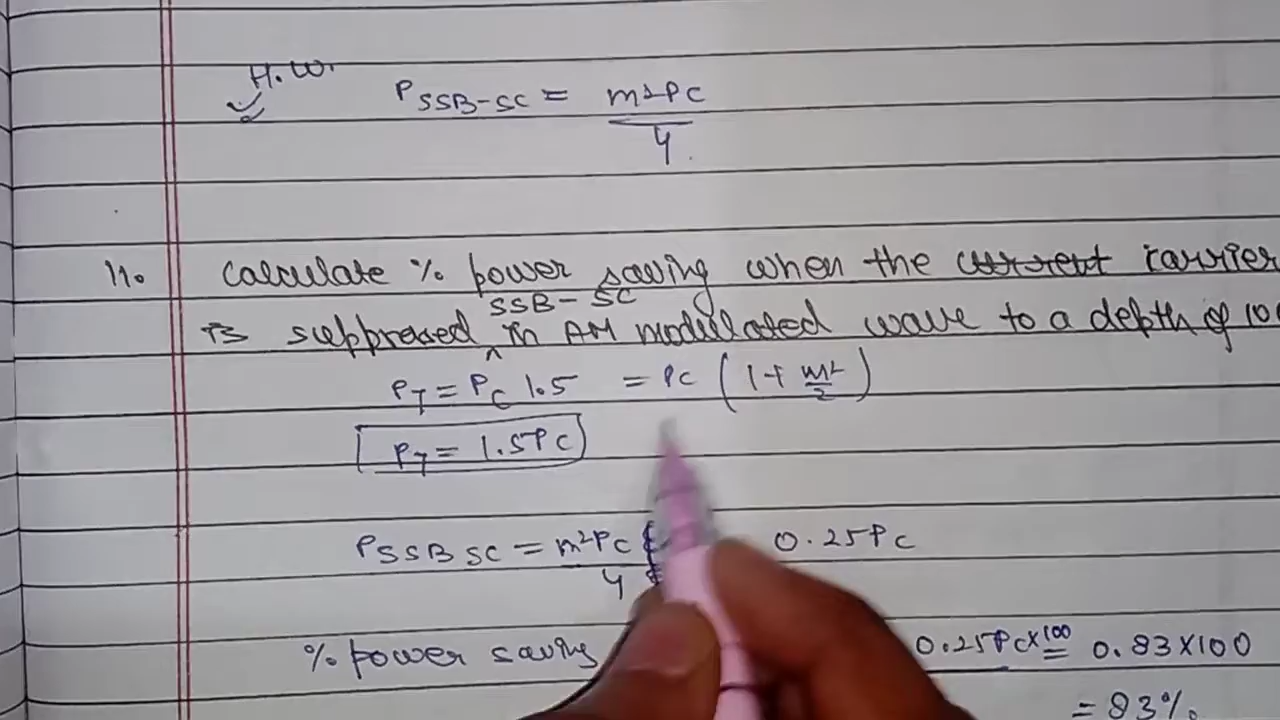 H.W.
PSSB-SC = m²Pc
4
11. Calculate % power saving when the current carrier
SSB-SC
is suppressed ^ in AM modulated wave to a depth of 100
PT = Pc 1.5 = Pc (1+ m²
2 )
PT = 1.5Pc
PSSB SC = m²Pc 0.25Pc
4
% power saving 0.25Pc×100 = 0.83×100
= 83%